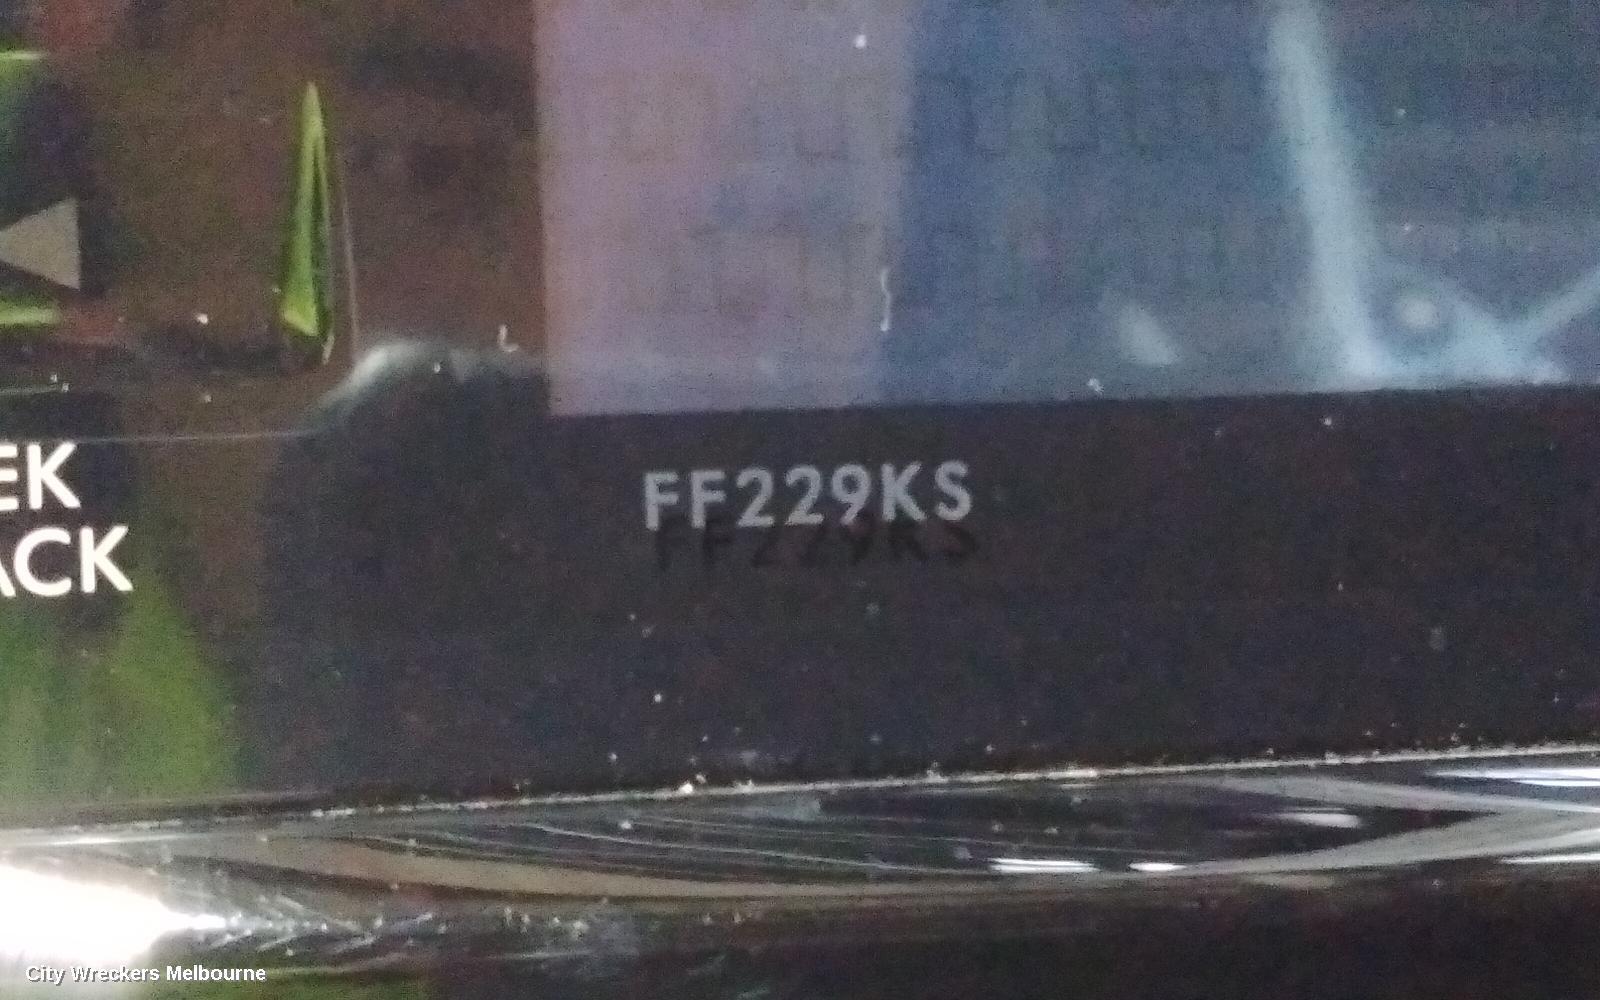 EK
ACK
FF229KS
City Wreckers Melbourne